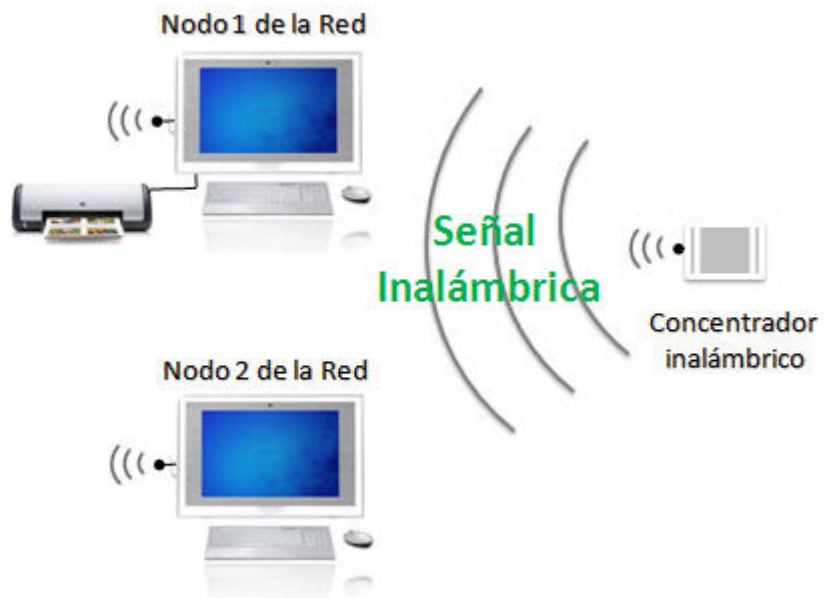 Nodo 1 de la Red
Señal
Inalámbrica
Concentrador
inalámbrico
Nodo 2 de la Red